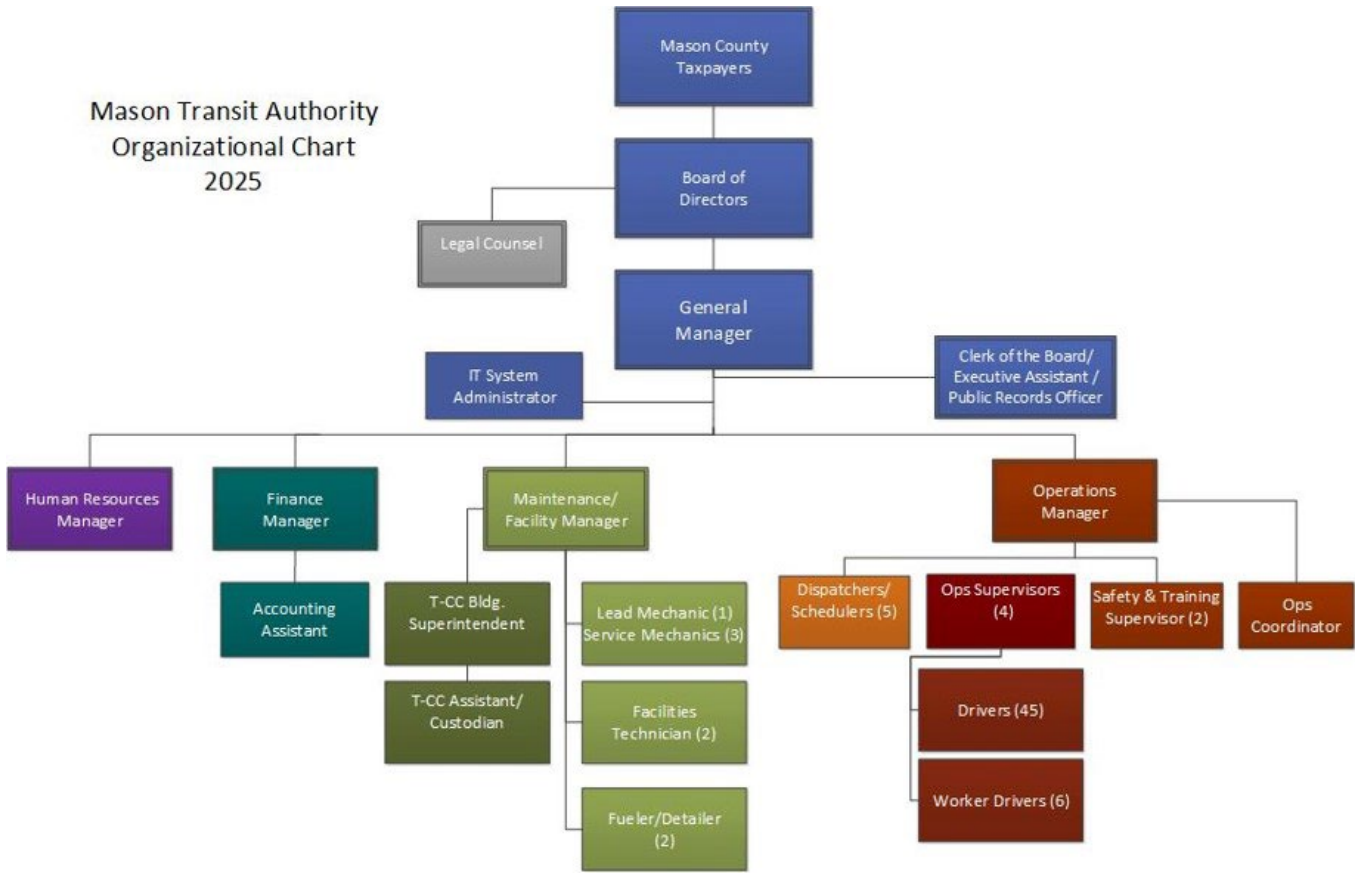 Mason County
Taxpayers
Mason Transit Authority
Organizational Chart
2025
Board of
Directors
Legal Counsel
General
Manager
IT System
Administrator
Clerk of the Board/
Executive Assistant /
Public Records Officer
Human Resources
Manager
Finance
Manager
Maintenance/
Facility Manager
Operations
Manager
Accounting
Assistant
T-CC Bldg.
Superintendent
Lead Mechanic (1)
Service Mechanics (3)
Dispatchers/
Schedulers (5)
Ops Supervisors
(4)
Safety & Training
Supervisor (2)
Ops
Coordinator
T-CC Assistant/
Custodian
Facilities
Technician (2)
Drivers (45)
Fueler/Detailer
(2)
Worker Drivers (6)